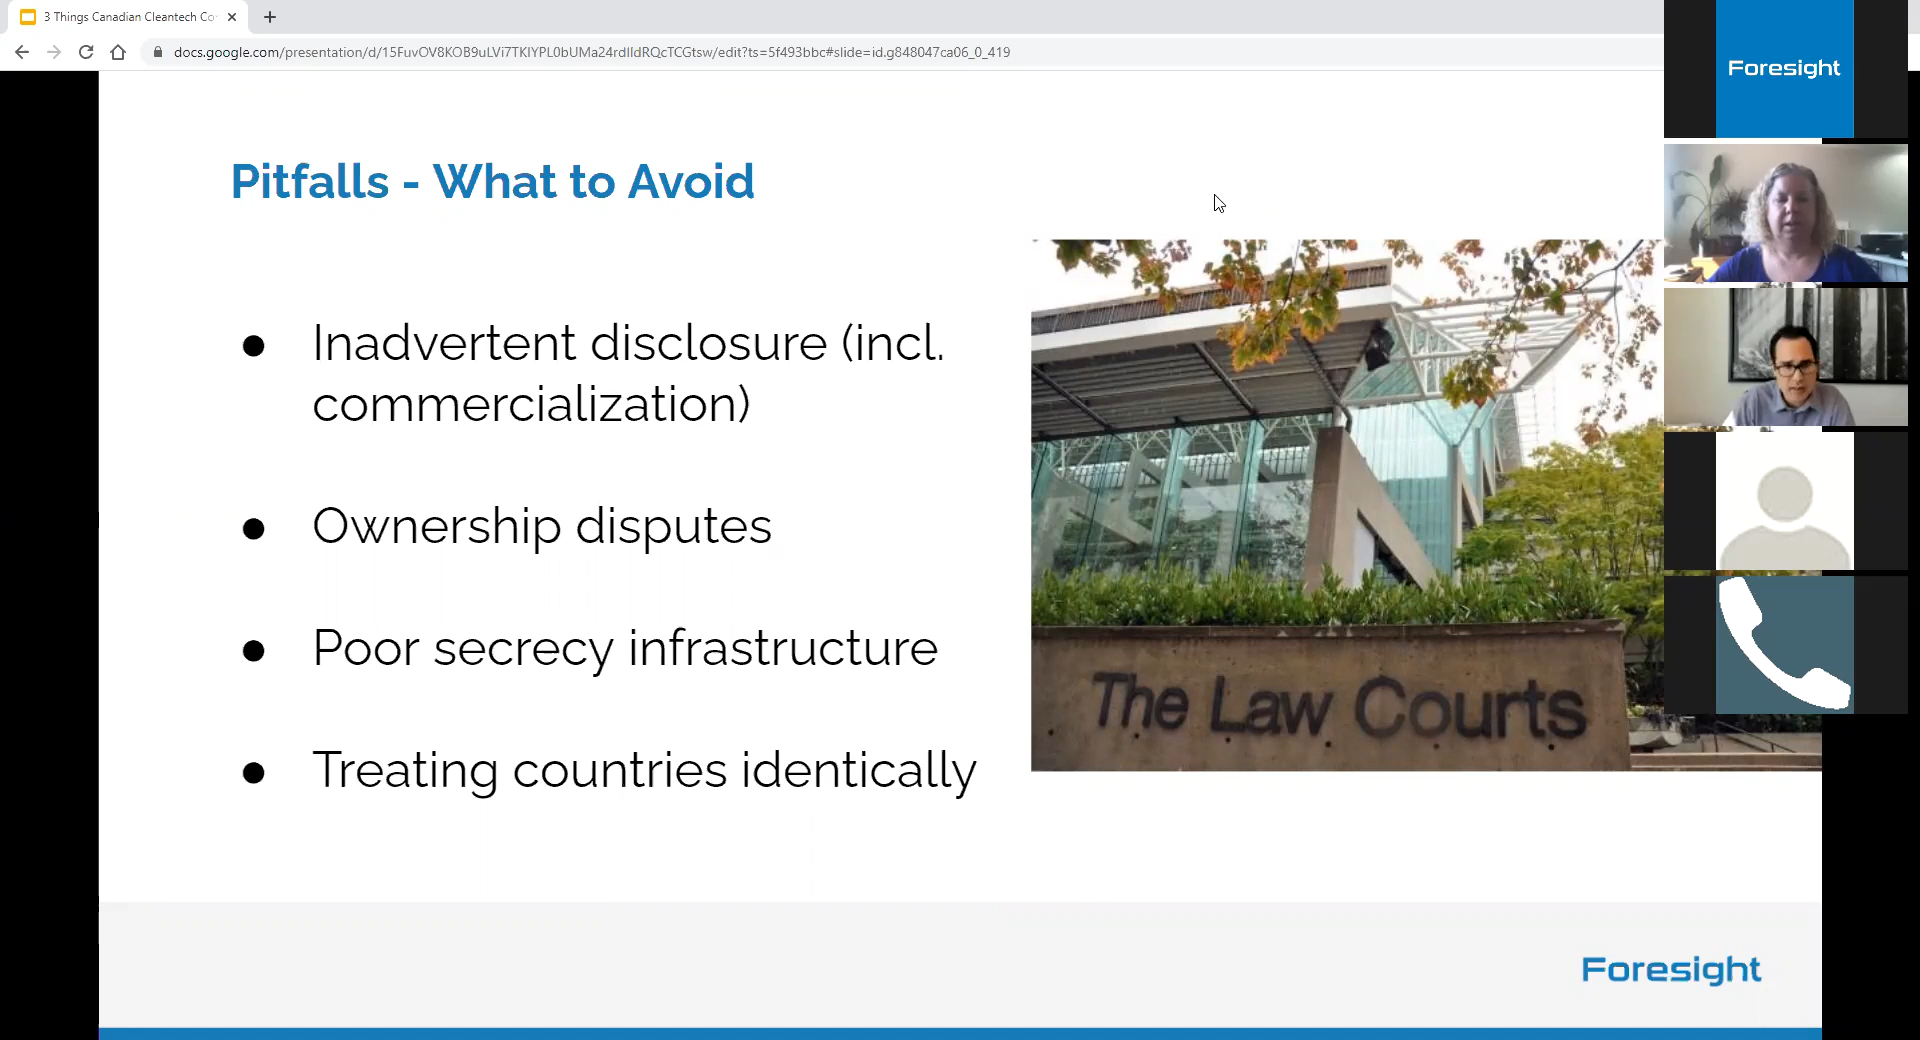 3 Things Canadian Cleantech Co
docs.google.com/presentation/d/15FuvOV8KOB9uLVi7TKIYPL0bUMa24rdlldRQcTCGtsw/edit?ts=5f493bbc#slide=id.g848047ca06_0_419
Foresight
Pitfalls - What to Avoid
● Inadvertent disclosure (incl.
commercialization)
● Ownership disputes
● Poor secrecy infrastructure
● Treating countries identically
The Law Courts
Foresight